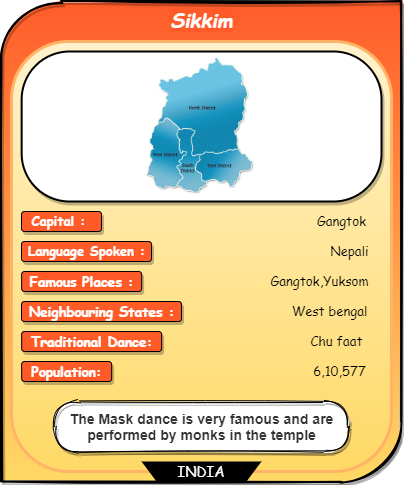 Sikkim
North District
West District
South District
East District
Capital : Gangtok
Language Spoken : Nepali
Famous Places : Gangtok,Yuksom
Neighbouring States : West bengal
Traditional Dance: Chu faat
Population: 6,10,577
The Mask dance is very famous and are
performed by monks in the temple
INDIA